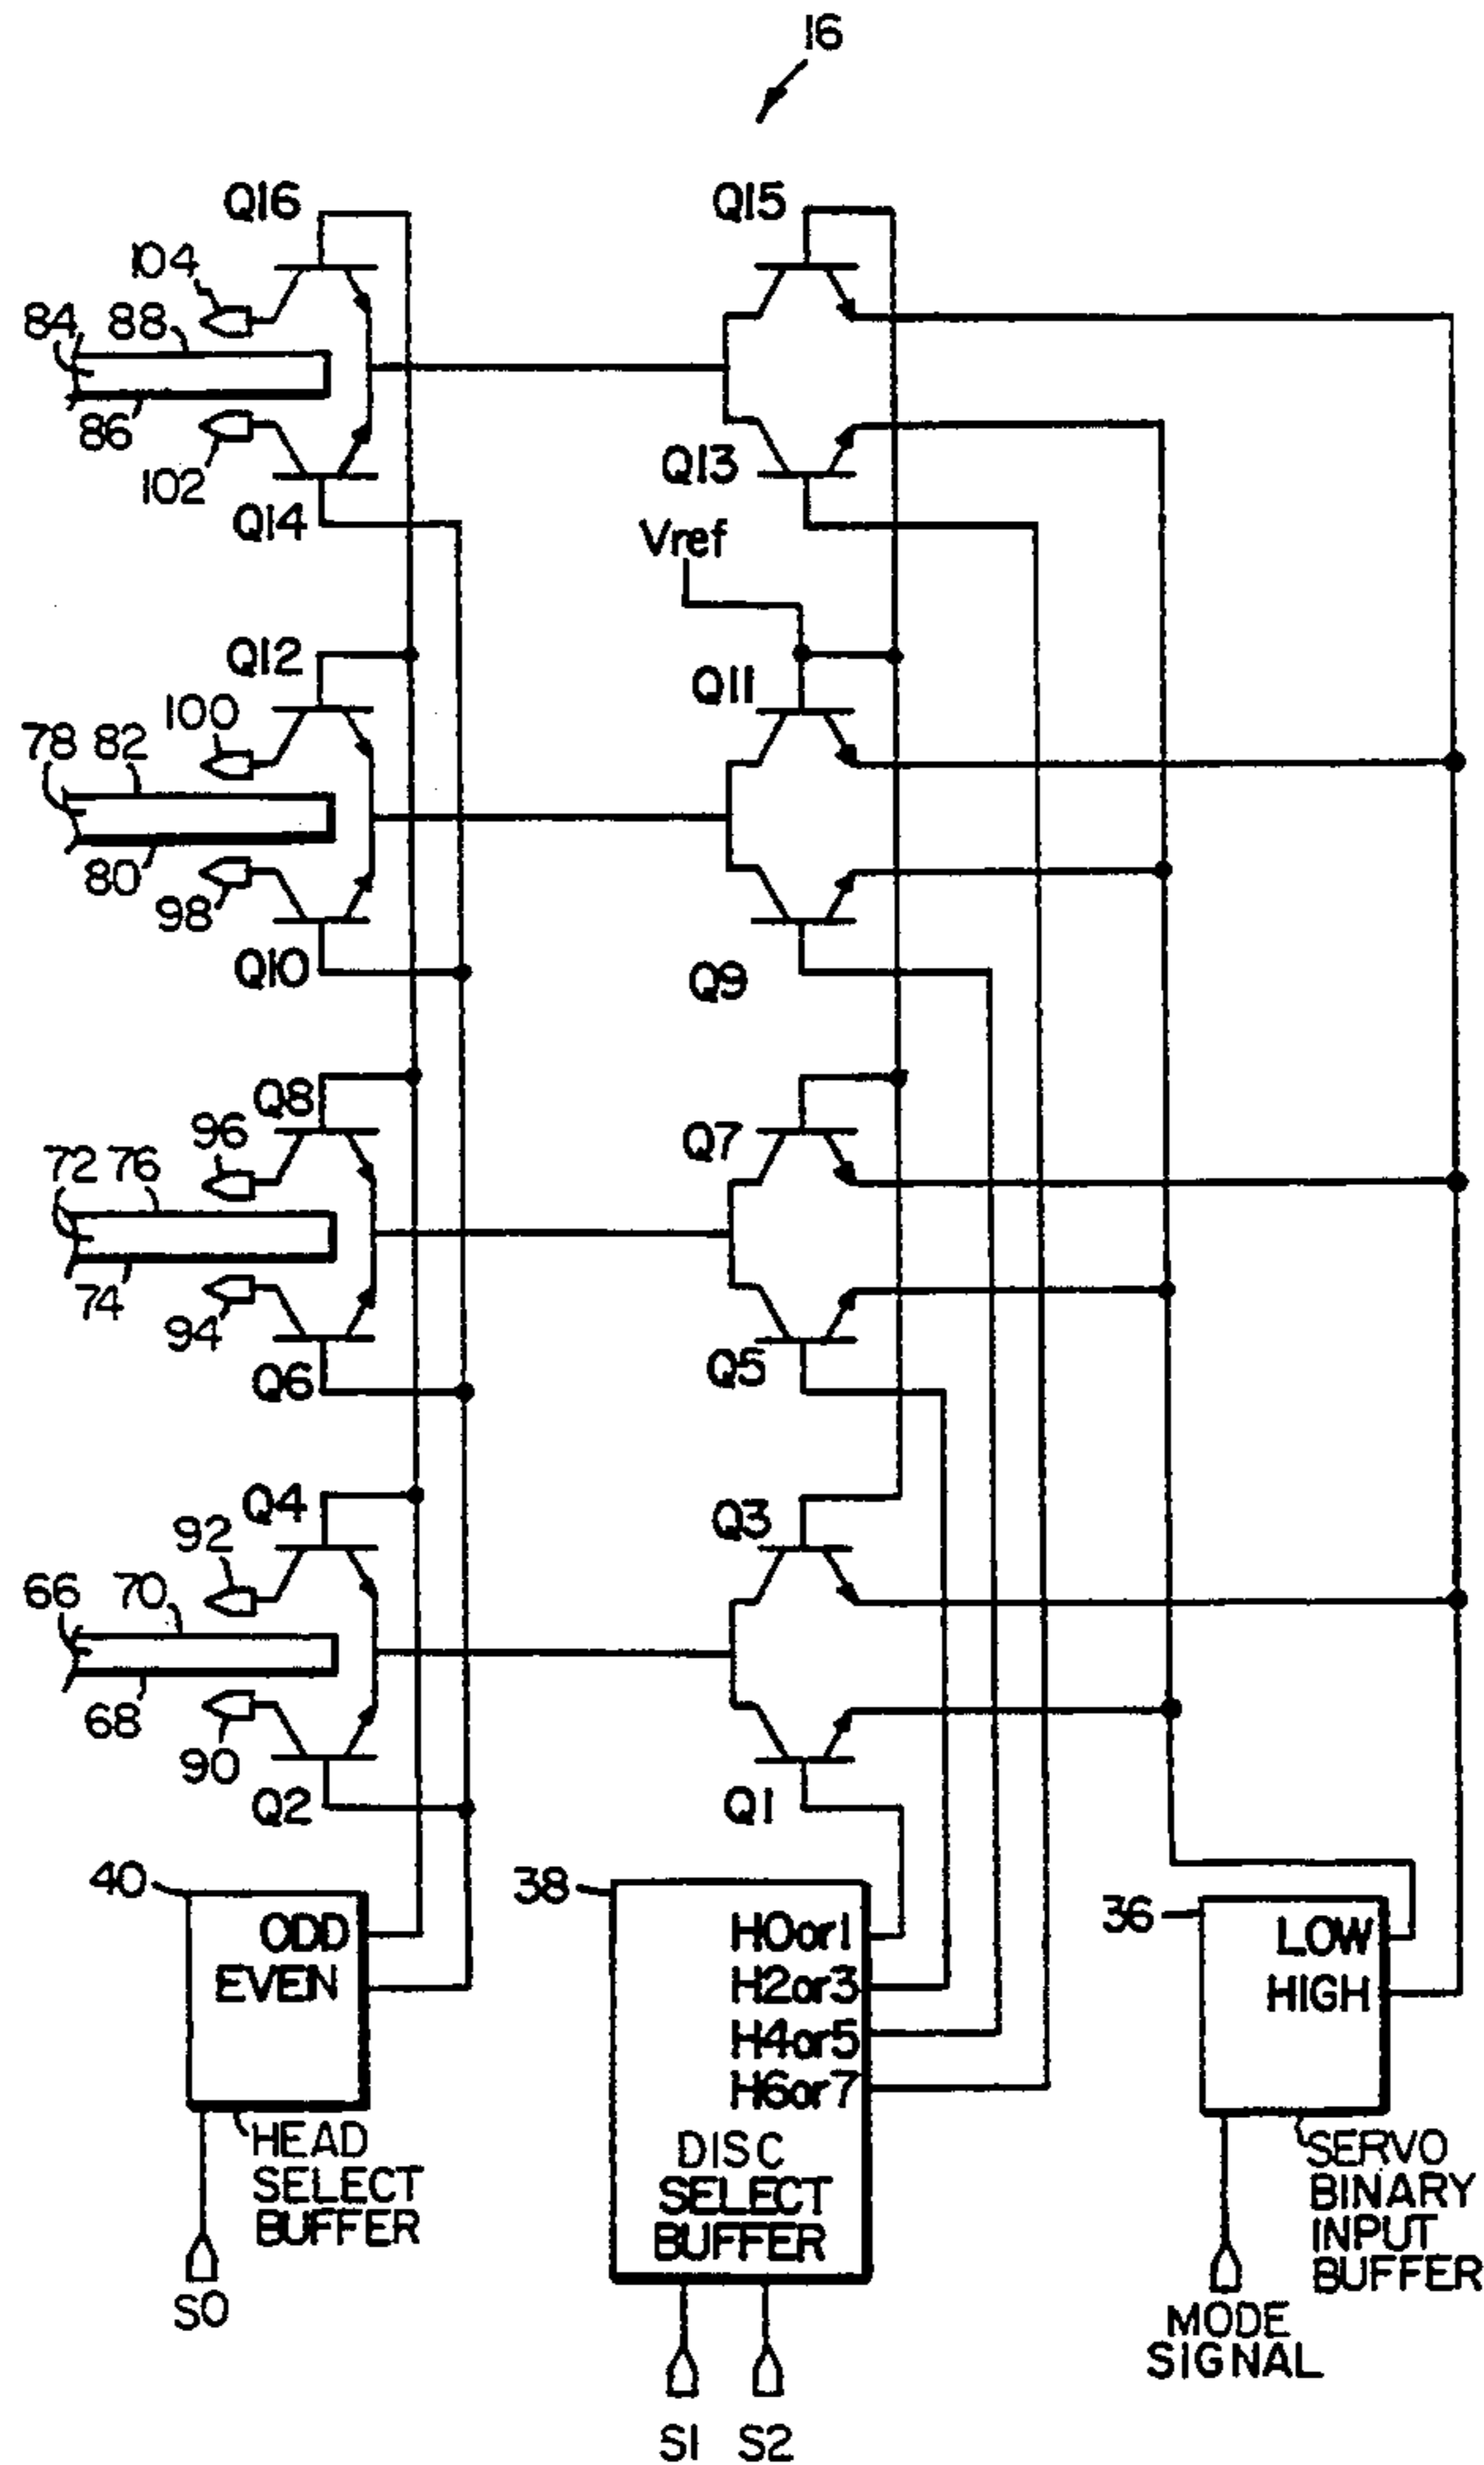 16
Q16
Q15
104
84
88
86
102
Q14
Q13
Vref
Q12
100
Q11
78
82
80
98
Q10
Q9
Q8
96
Q7
72
76
74
94
Q6
Q5
Q4
92
Q3
66
70
68
90
Q2
Q1
40
ODD
EVEN
HEAD
SELECT
BUFFER
S0
38
H0or1
H2or3
H4or5
H6or7
DISC
SELECT
BUFFER
S1
S2
36
LOW
HIGH
SERVO
BINARY
INPUT
BUFFER
MODE
SIGNAL